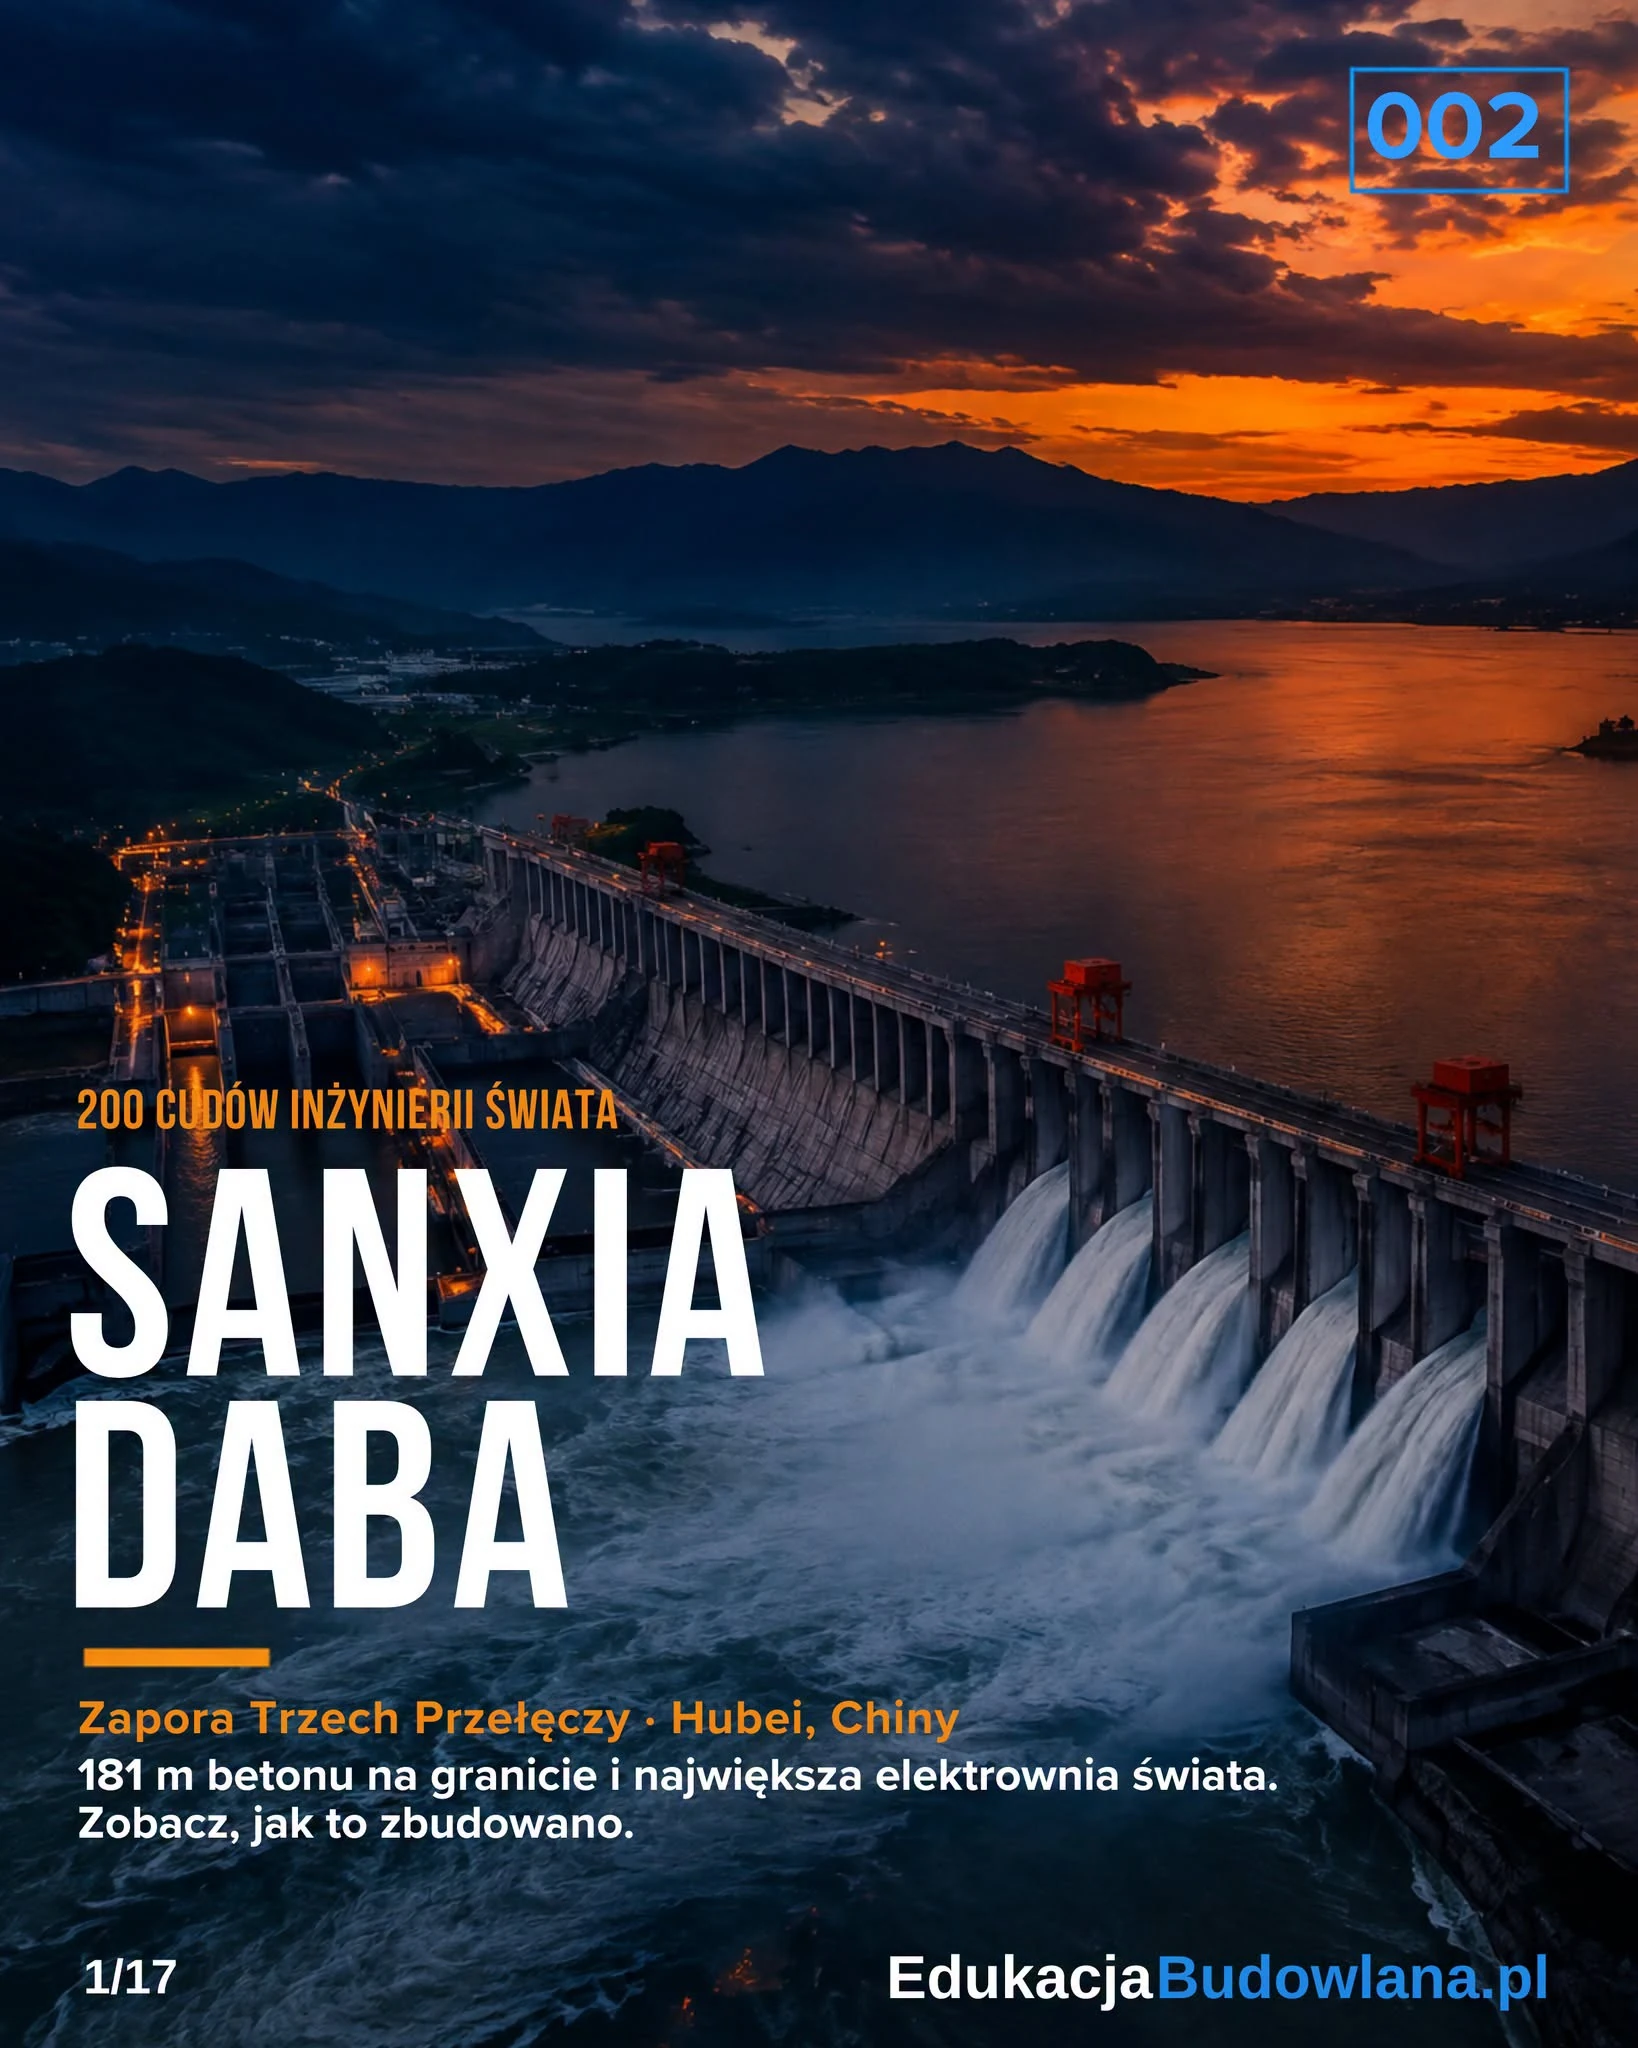 002
200 CUDÓW INŻYNIERII ŚWIATA
SANXIA
DABA
Zapora Trzech Przełęczy · Hubei, Chiny
181 m betonu na granicie i największa elektrownia świata.
Zobacz, jak to zbudowano.
1/17
EdukacjaBudowlana.pl